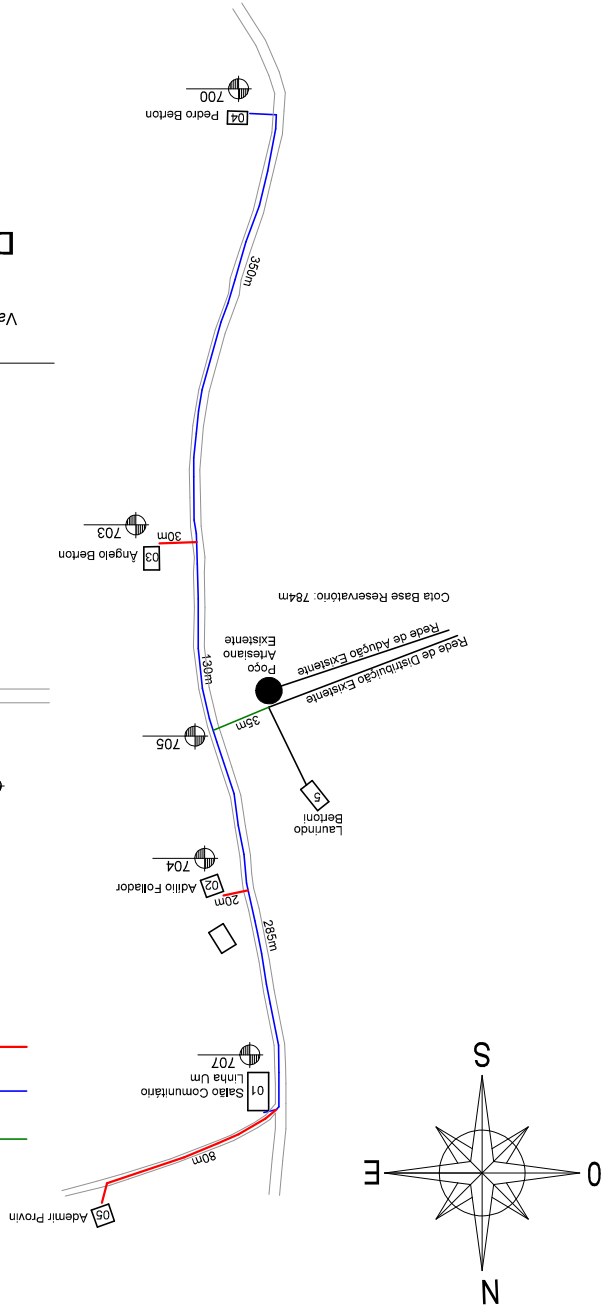 N
O
E
S
05
Ademir Provin
80m
01
Salão Comunitário
Linha Um
707
285m
20m
02
Adilio Follador
704
Laurindo
Bertoni
5
35m
705
130m
Rede de Distribuição Existente
Rede de Adução Existente
Poço
Artesiano
Existente
Cota Base Reservatório: 784m
03
Ângelo Berton
30m
703
Va
D
350m
04
Pedro Berton
700